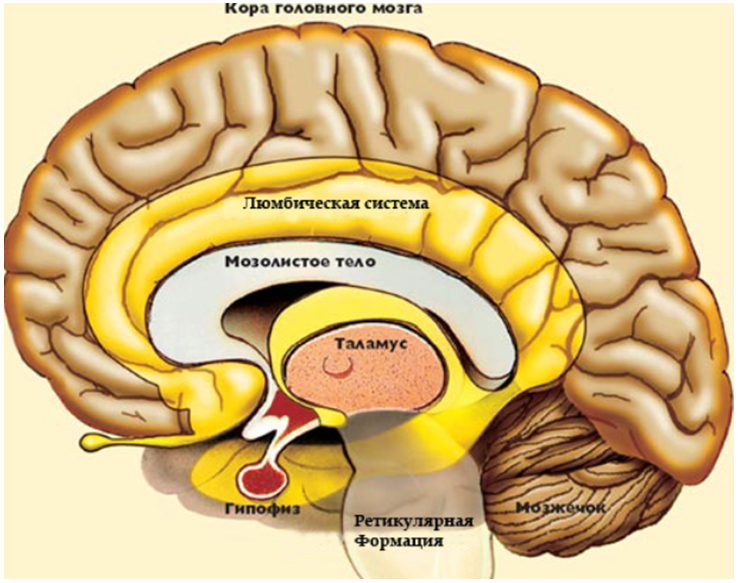 Кора головного мозга
Люмбическая система
Мозолистое тело
Таламус
Гипофиз
Ретикулярная
Формация
Мозжечок